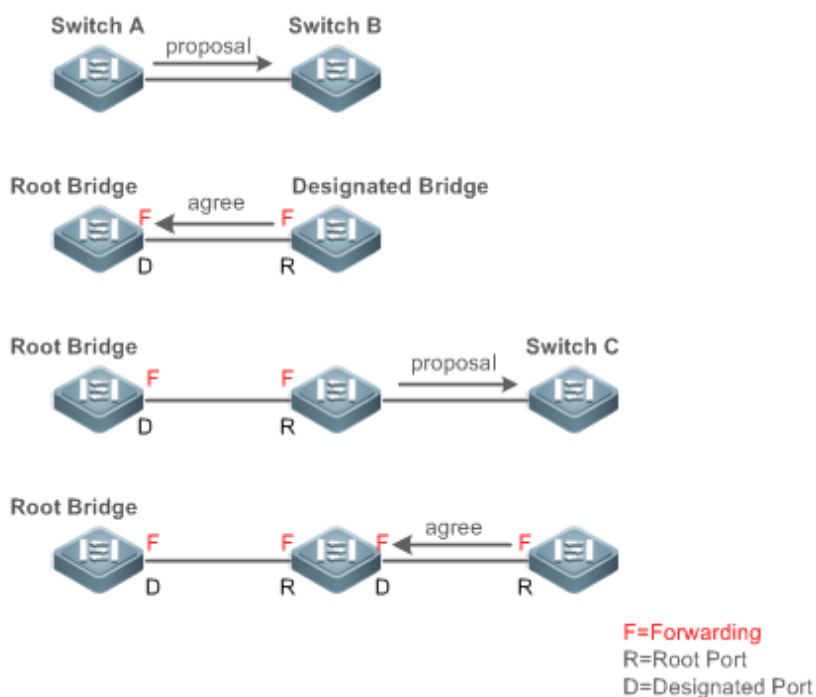 Switch A
Switch B
proposal
Root Bridge
Designated Bridge
F
agree
F
D
R
Root Bridge
Switch C
F
F
proposal
D
R
Root Bridge
F
F
F
agree
F
D
R
D
R
F=Forwarding
R=Root Port
D=Designated Port